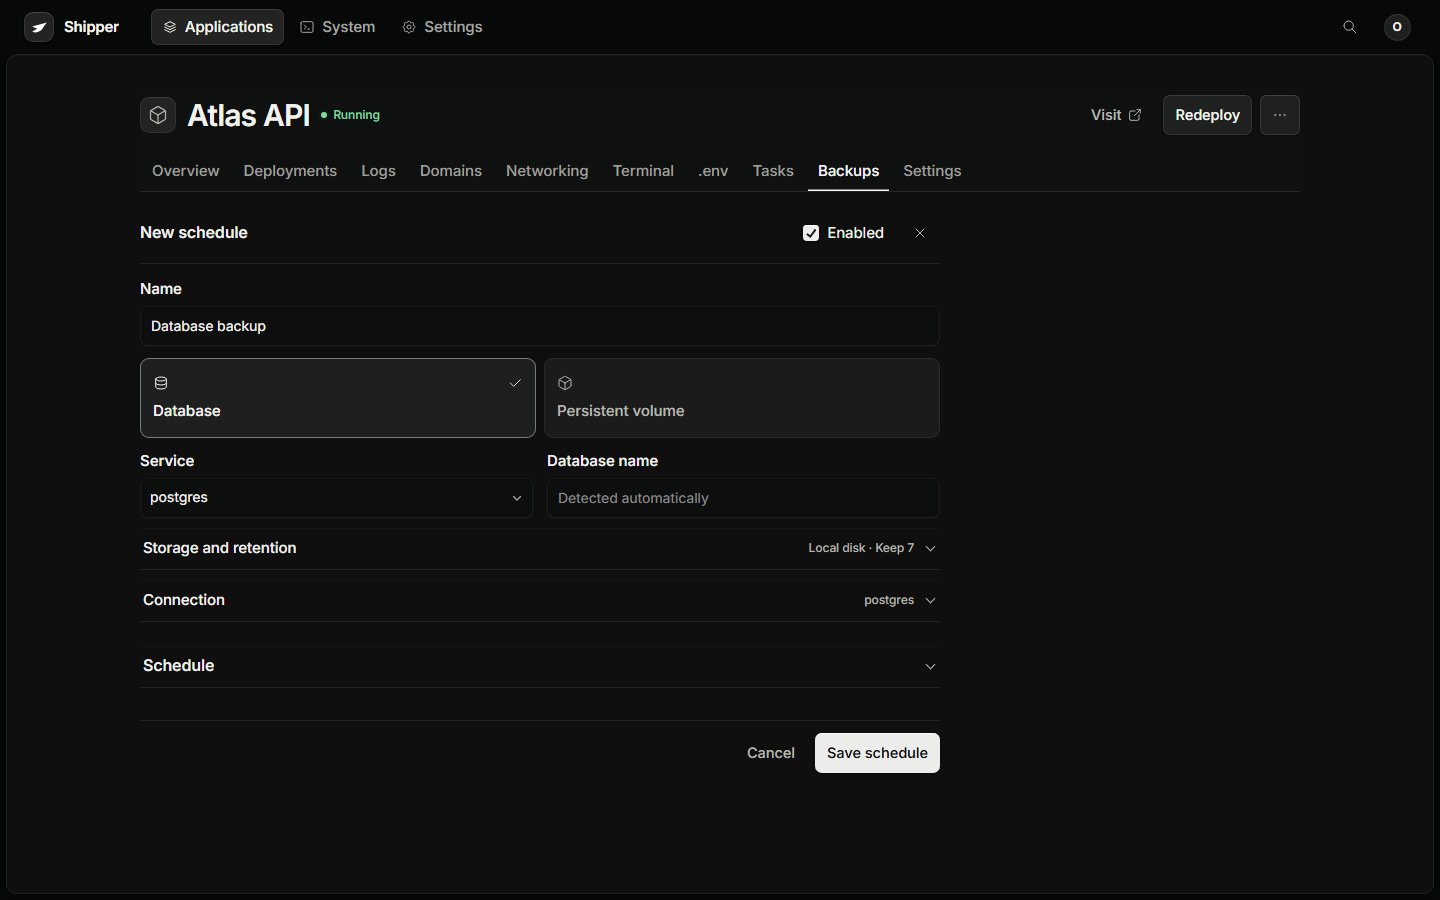 Shipper
Applications
System
Settings
O
Atlas API
Running
Visit
Redeploy
...
Overview
Deployments
Logs
Domains
Networking
Terminal
.env
Tasks
Backups
Settings
New schedule
Enabled
Name
Database backup
Database
Persistent volume
Service
Database name
postgres
Detected automatically
Storage and retention
Local disk · Keep 7
Connection
postgres
Schedule
Cancel
Save schedule